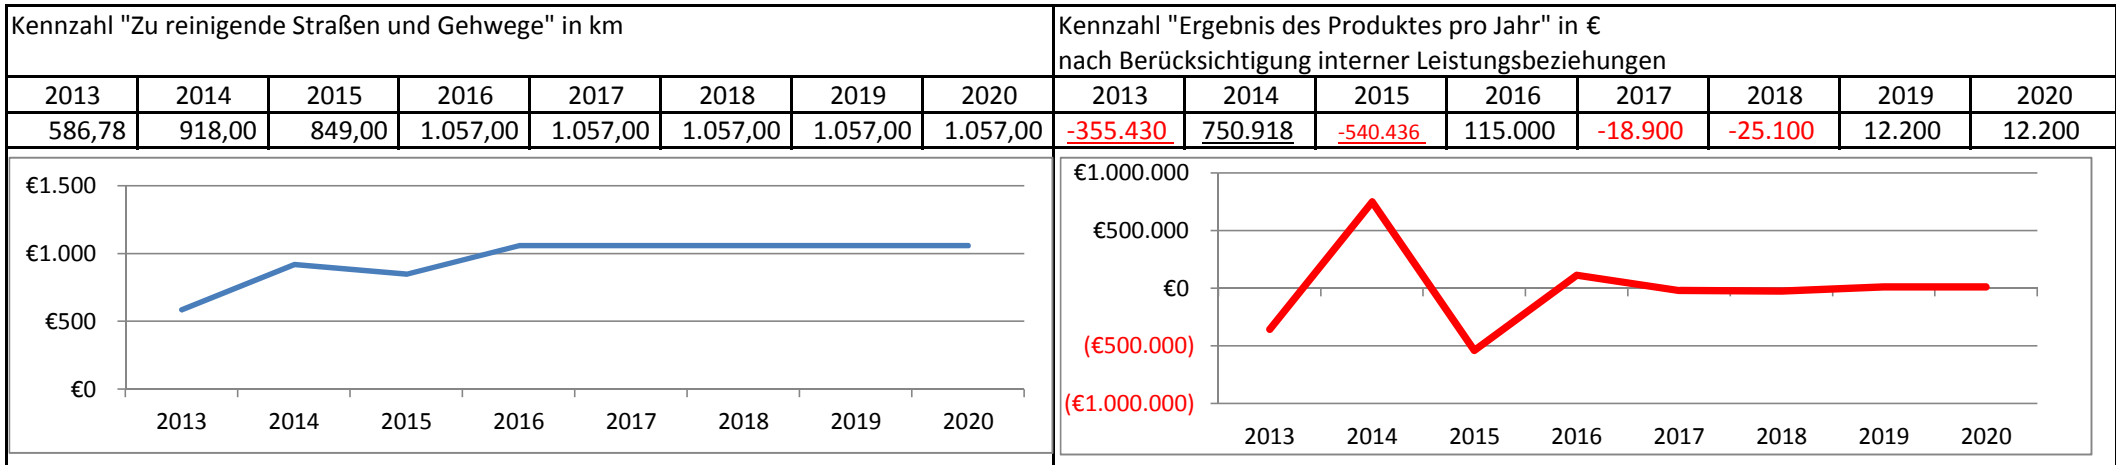 Kennzahl "Zu reinigende Straßen und Gehwege" in km
2013 2014 2015 2016 2017 2018 2019 2020
586,78 918,00 849,00 1.057,00 1.057,00 1.057,00 1.057,00 1.057,00
€1.500
€1.000
€500
€0
2013 2014 2015 2016 2017 2018 2019 2020
Kennzahl "Ergebnis des Produktes pro Jahr" in €
nach Berücksichtigung interner Leistungsbeziehungen
2013 2014 2015 2016 2017 2018 2019 2020
-355.430 750.918 -540.436 115.000 -18.900 -25.100 12.200 12.200
€1.000.000
€500.000
€0
(€500.000)
(€1.000.000)
2013 2014 2015 2016 2017 2018 2019 2020